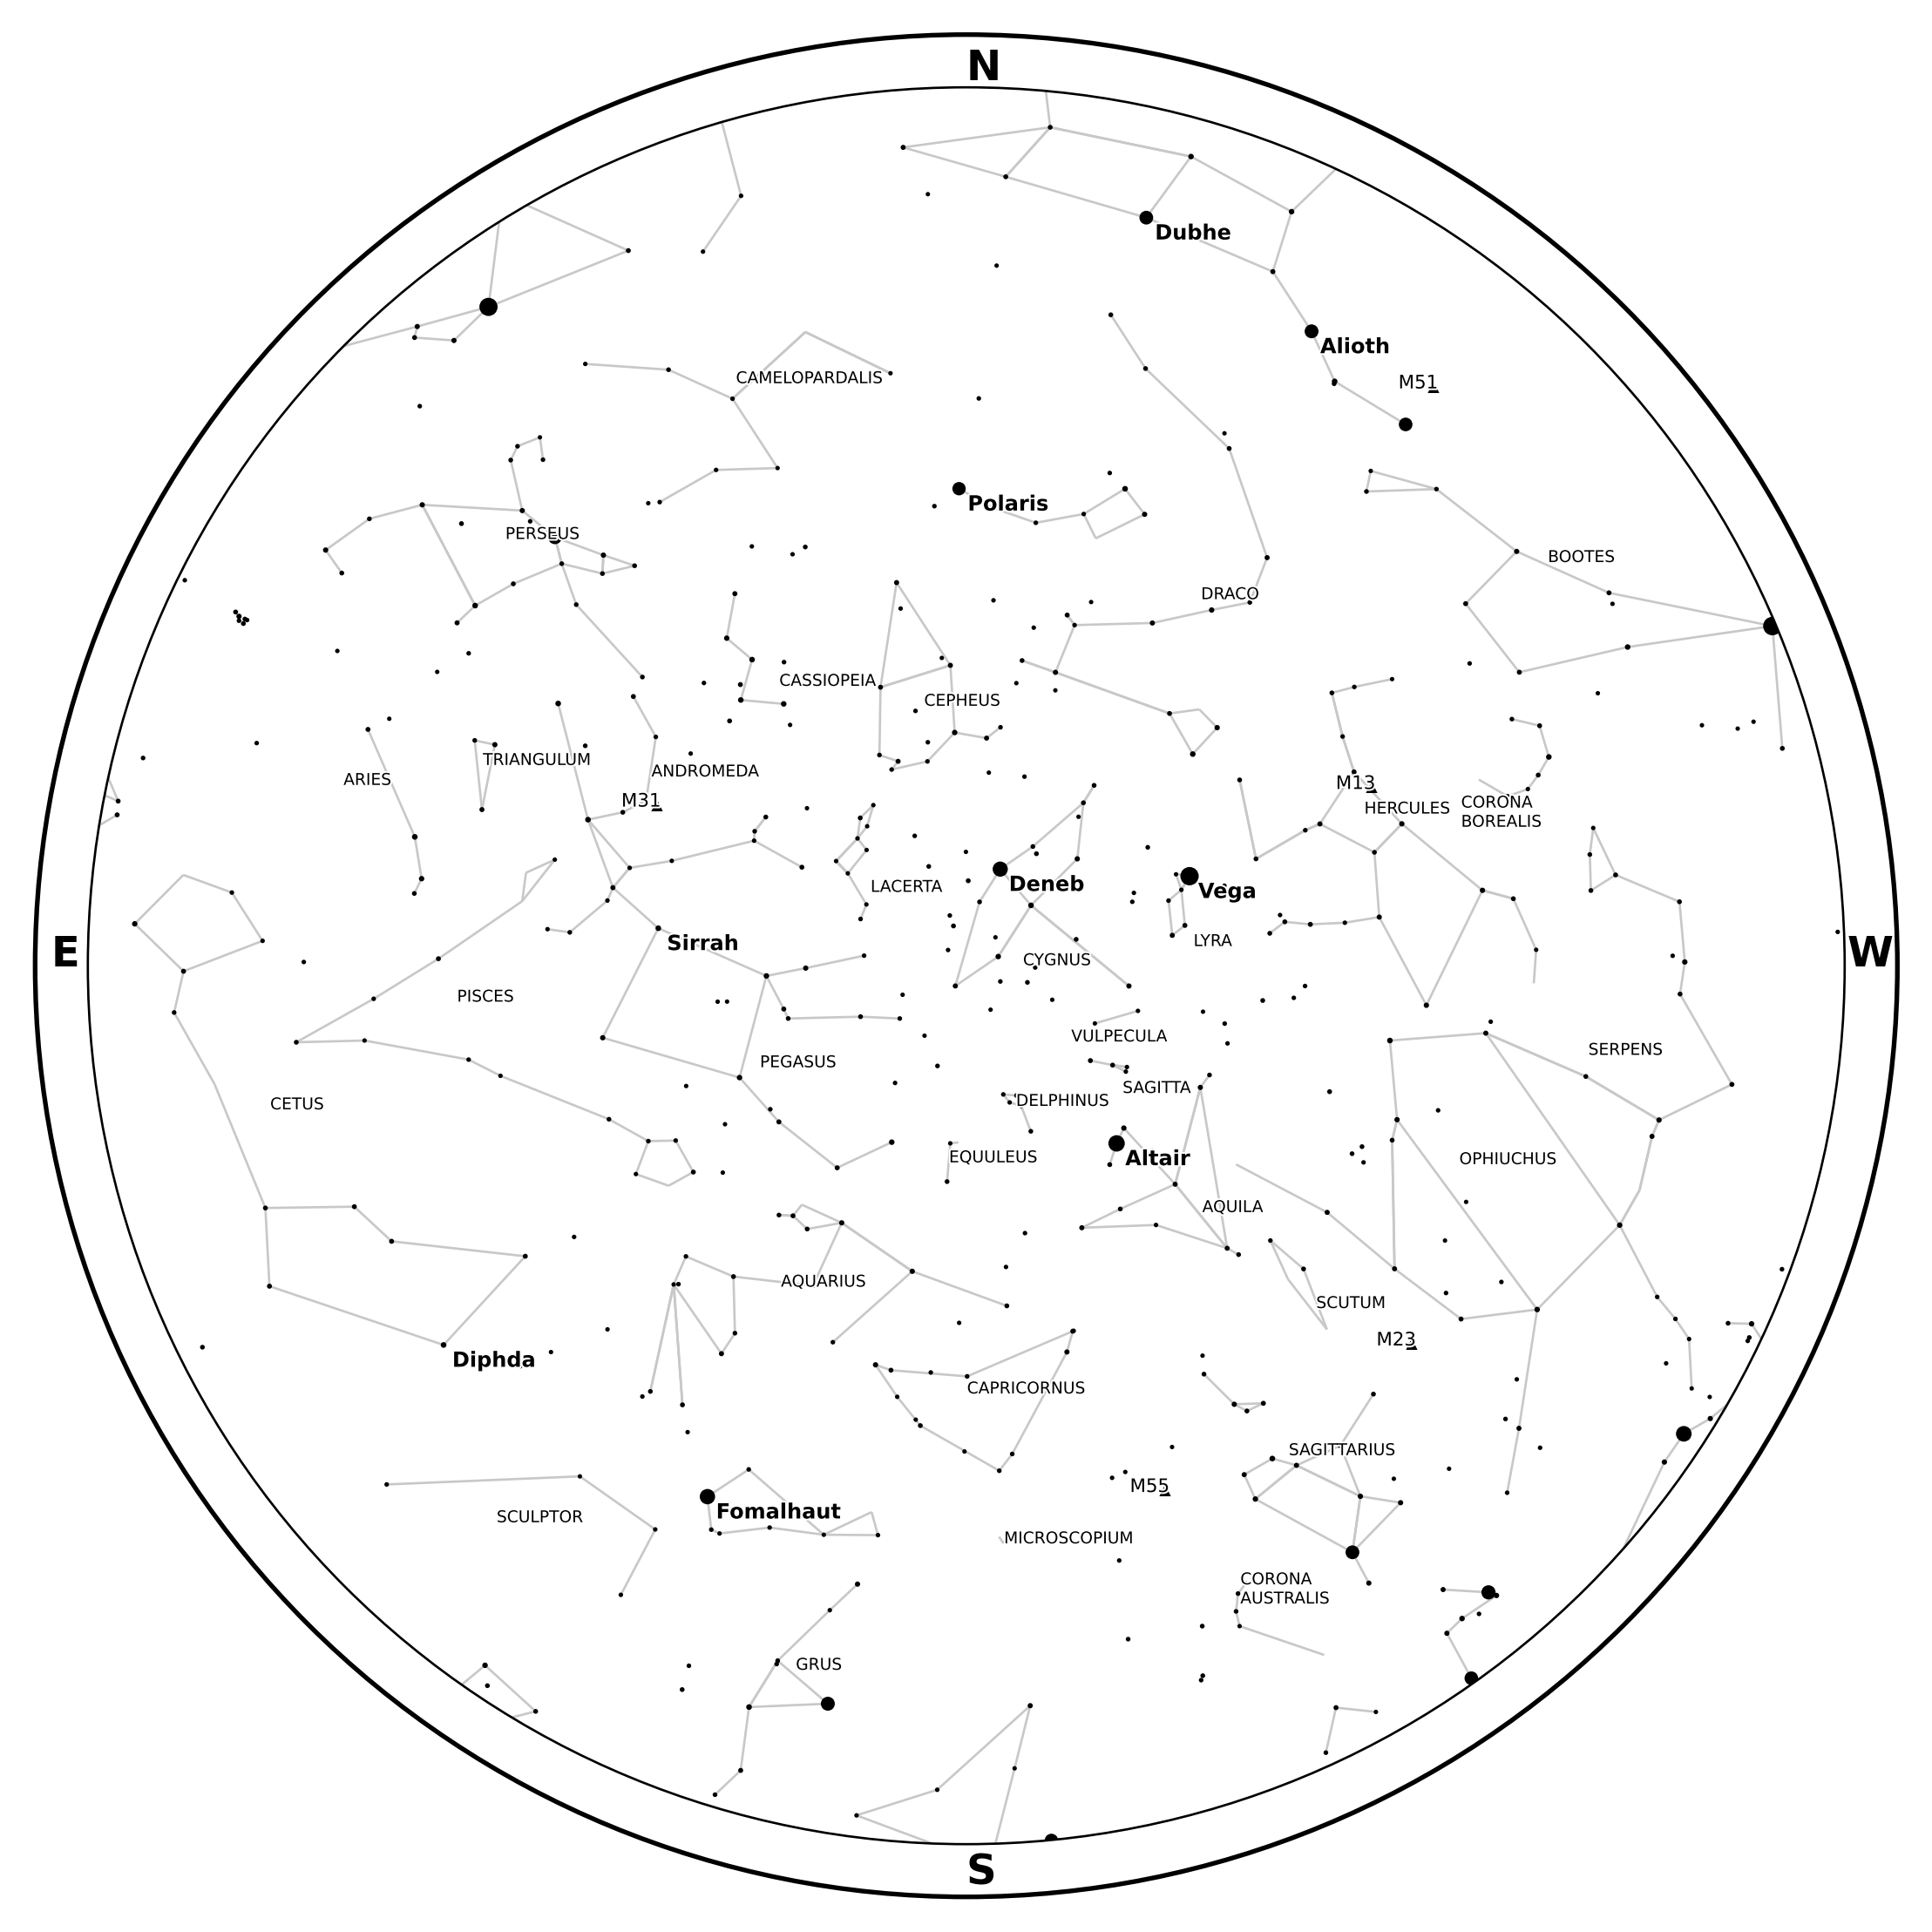 N
Dubhe
Alioth
M51
CAMELOPARDALIS
Polaris
PERSEUS
BOOTES
DRACO
CASSIOPEIA
CEPHEUS
TRIANGULUM
ANDROMEDA
ARIES
M31
M13
HERCULES
CORONA
BOREALIS
LACERTA
Deneb
Vega
Sirrah
LYRA
E
W
CYGNUS
PISCES
VULPECULA
SERPENS
PEGASUS
SAGITTA
CETUS
DELPHINUS
EQUULEUS
Altair
OPHIUCHUS
AQUILA
AQUARIUS
SCUTUM
M23
Diphda
CAPRICORNUS
SAGITTARIUS
M55
Fomalhaut
SCULPTOR
MICROSCOPIUM
CORONA
AUSTRALIS
GRUS
S